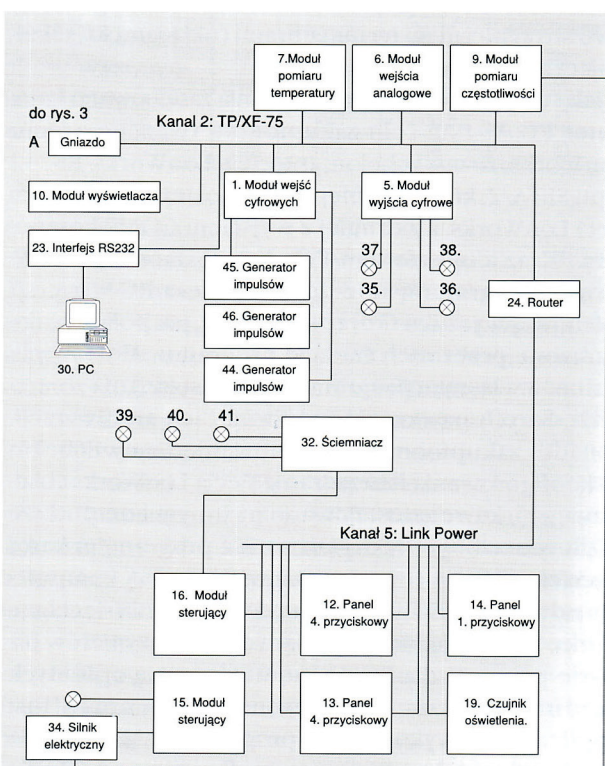 7.Moduł
pomiaru
temperatury
6. Moduł
wejścia
analogowe
9. Moduł
pomiaru
częstotliwości
do rys. 3
Kanal 2: TP/XF-75
A
Gniazdo
10. Moduł wyświetlacza
1. Moduł wejść
cyfrowych
5. Moduł
wyjścia cyfrowe
23. Interfejs RS232
37.
38.
45. Generator
impulsów
35.
36.
24. Router
46. Generator
impulsów
30. PC
44. Generator
impulsów
39.
40.
41.
32. Ściemniacz
Kanał 5: Link Power
16. Moduł
sterujący
12. Panel
4. przyciskowy
14. Panel
1. przyciskowy
15. Moduł
sterujący
13. Panel
4. przyciskowy
19. Czujnik
oświetlenia.
34. Silnik
elektryczny